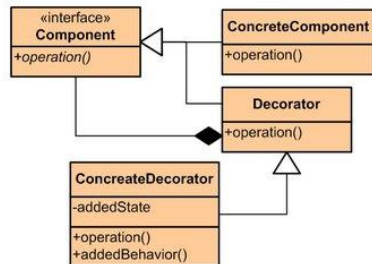 «interface»
Component
+operation()
ConcreteComponent
+operation()
Decorator
+operation()
ConcreateDecorator
-addedState
+operation()
+addedBehavior()